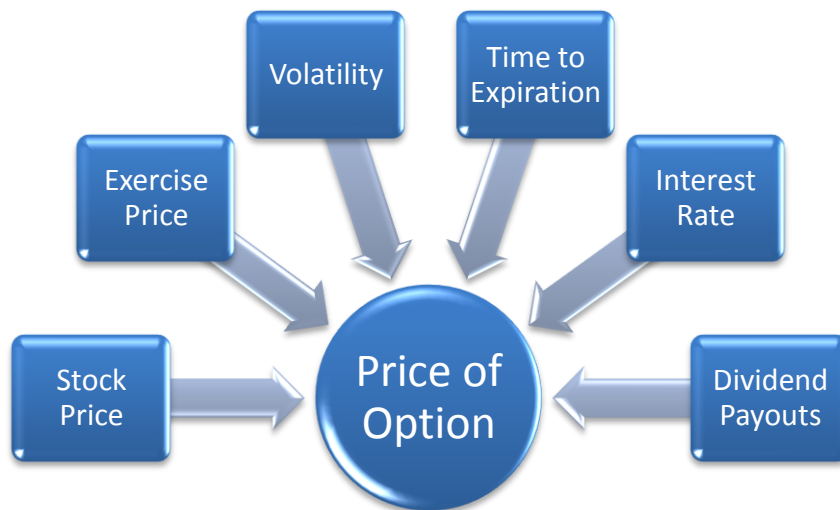 Volatility
Time to
Expiration
Exercise
Price
Interest
Rate
Stock
Price
Price of
Option
Dividend
Payouts